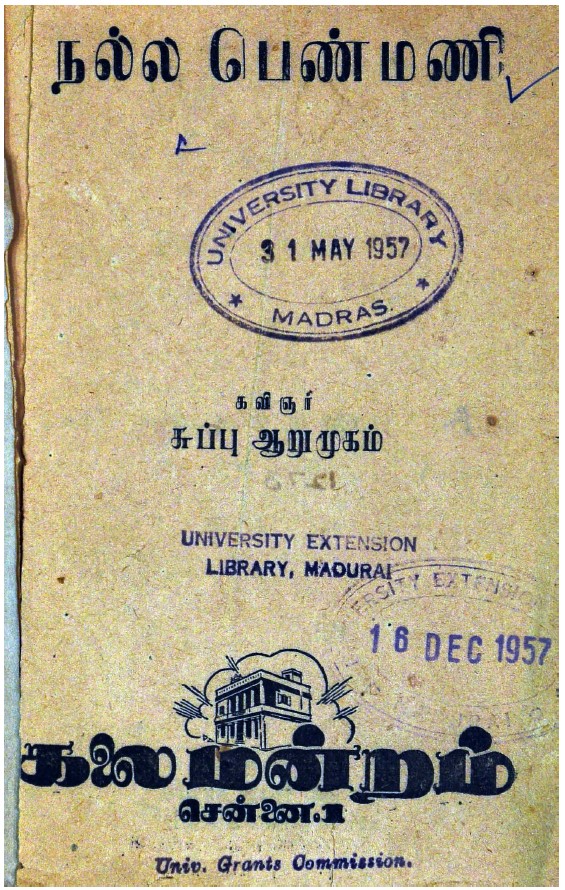 நல்ல பெண்மணி
UNIVERSITY LIBRARY
31 MAY 1957
* MADRAS. *
கவிஞர்
சுப்பு ஆறுமுகம்
UNIVERSITY EXTENSION
LIBRARY, MADURAI
16 DEC 1957
கலைமன்றம்
Univ. Grants Commission.